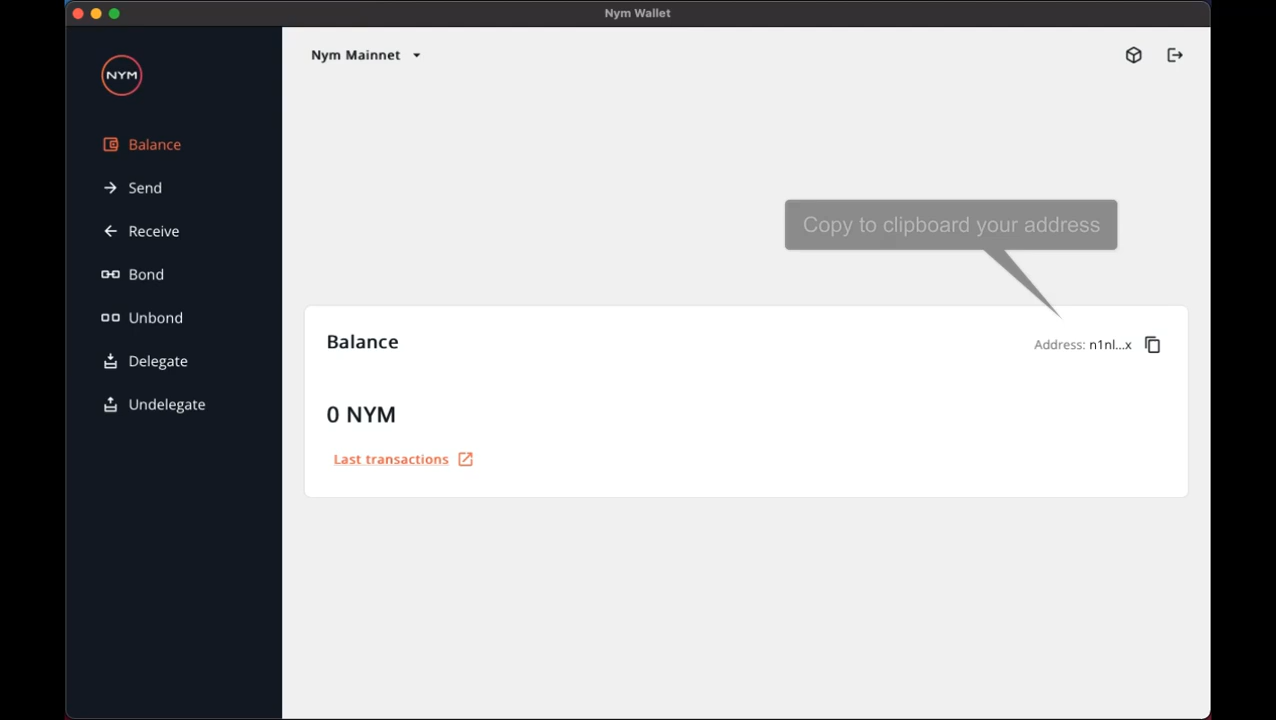 Nym Wallet
NYM
Nym Mainnet
Balance
Send
Receive
Bond
Unbond
Delegate
Undelegate
Copy to clipboard your address
Balance
Address: n1nl...x
0 NYM
Last transactions